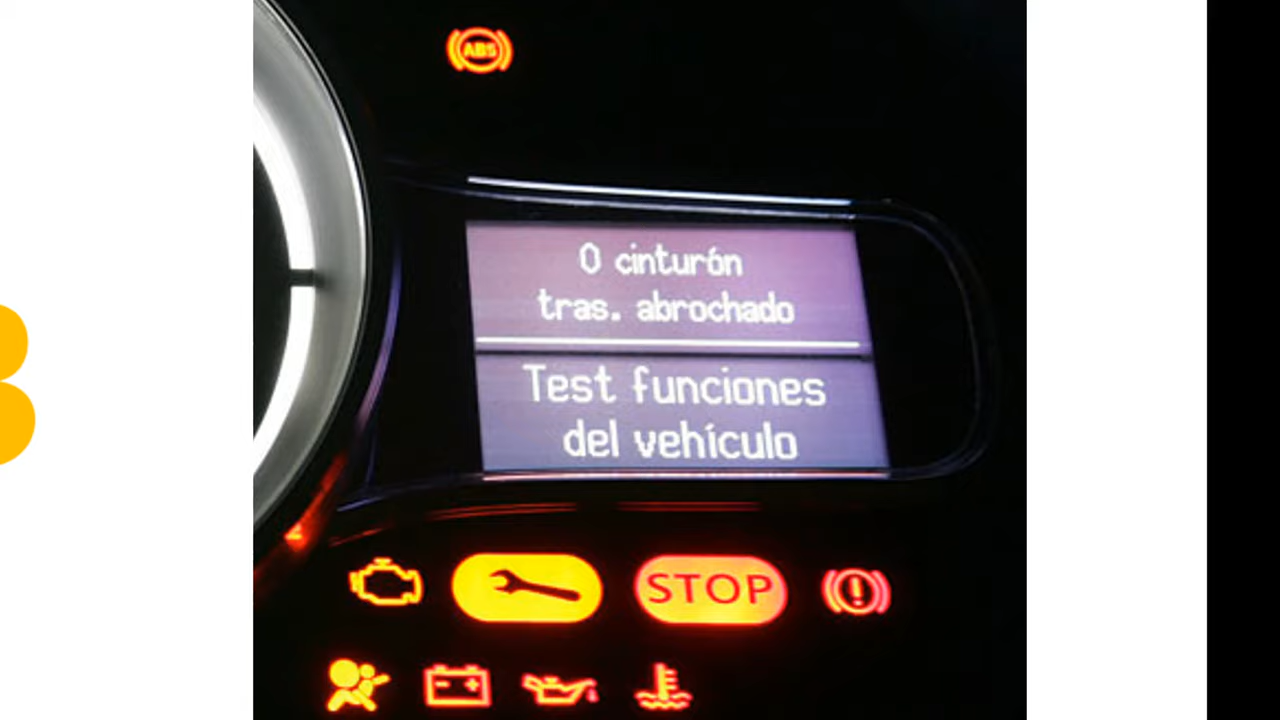 ABS
0 cinturón
tras. abrochado
Test funciones
del vehículo
STOP